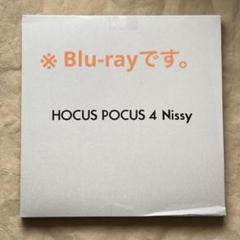 ※ Blu-rayです。
HOCUS POCUS 4 Nissy